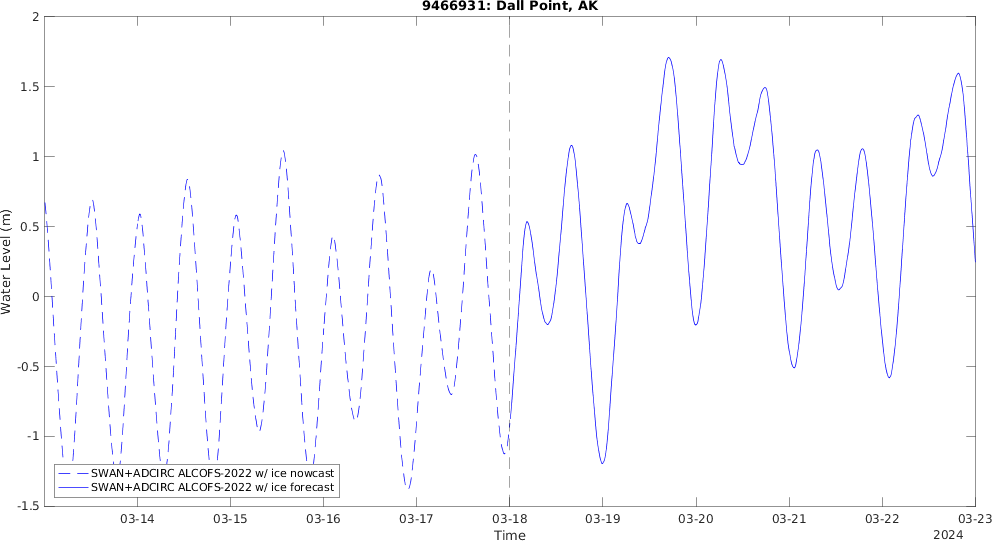 9466931: Dall Point, AK
2
1.5
1
0.5
0
-0.5
-1
-1.5
Water Level (m)
SWAN+ADCIRC ALCOFS-2022 w/ ice nowcast
SWAN+ADCIRC ALCOFS-2022 w/ ice forecast
03-14 03-15 03-16 03-17 03-18 03-19 03-20 03-21 03-22 03-23
Time 2024